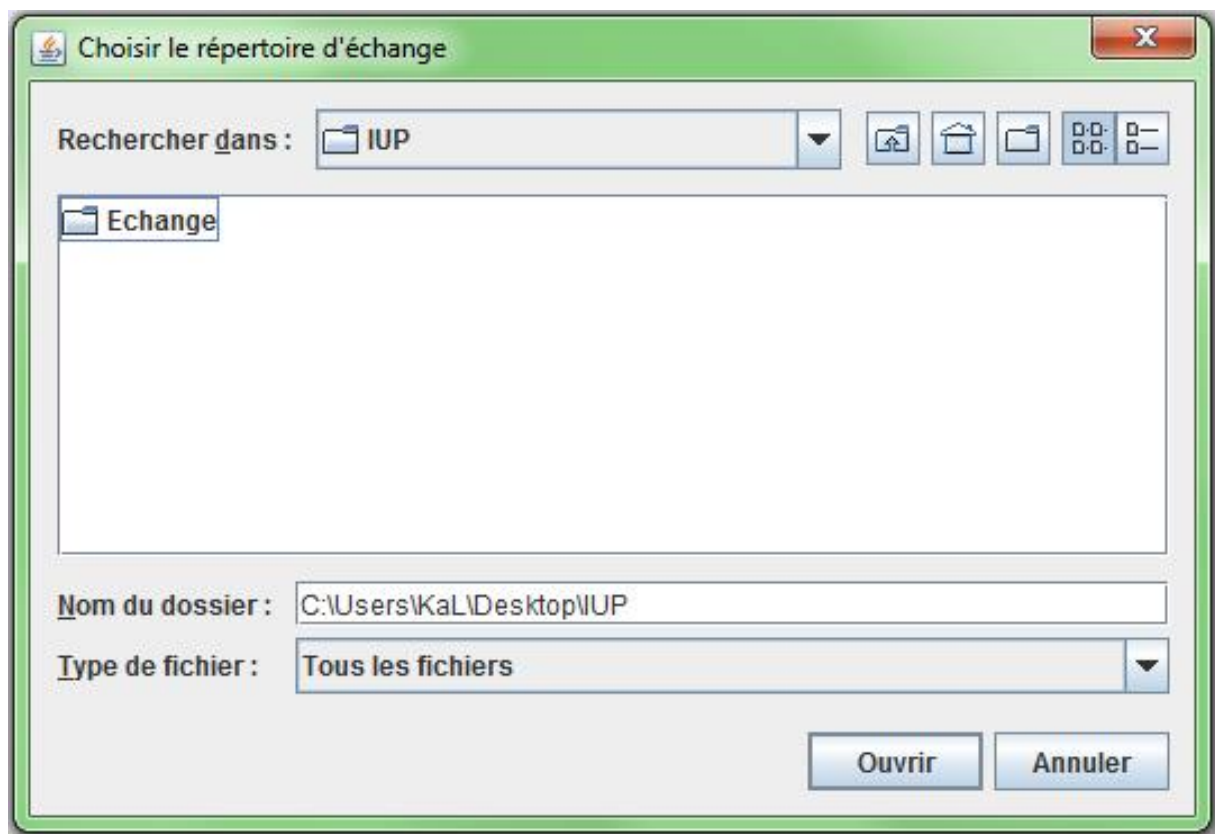 Choisir le répertoire d'échange
Rechercher dans : IUP
Echange
Nom du dossier : C:\Users\KaL\Desktop\IUP
Type de fichier : Tous les fichiers
Ouvrir Annuler